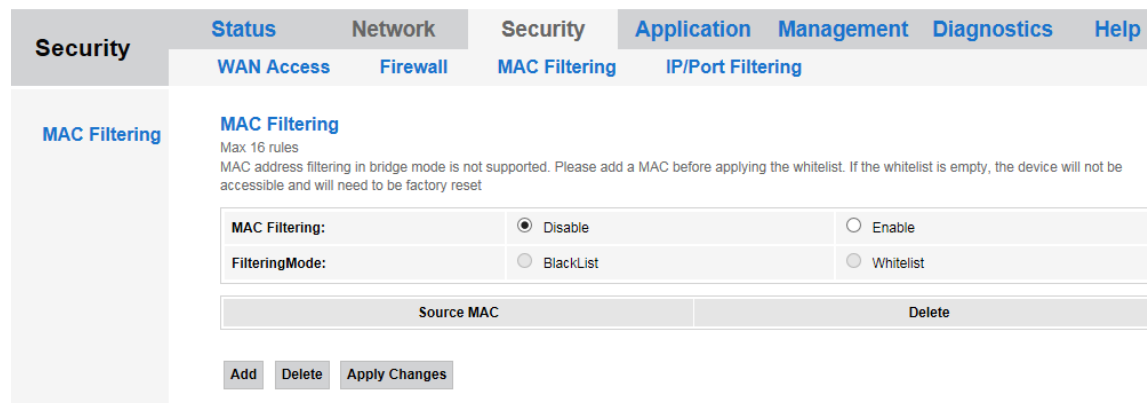 Security
Status Network Security Application Management Diagnostics Help
WAN Access Firewall MAC Filtering IP/Port Filtering
MAC Filtering
MAC Filtering
Max 16 rules
MAC address filtering in bridge mode is not supported. Please add a MAC before applying the whitelist. If the whitelist is empty, the device will not be
accessible and will need to be factory reset
MAC Filtering: Disable Enable
FilteringMode: BlackList Whitelist
Source MAC Delete
Add Delete Apply Changes